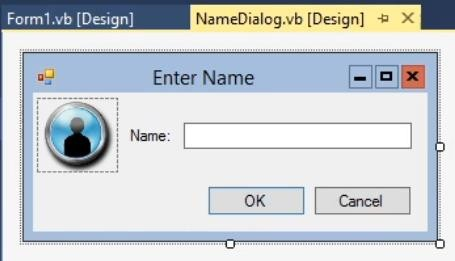 Form1.vb [Design]
NameDialog.vb [Design]
Enter Name
Name:
OK
Cancel